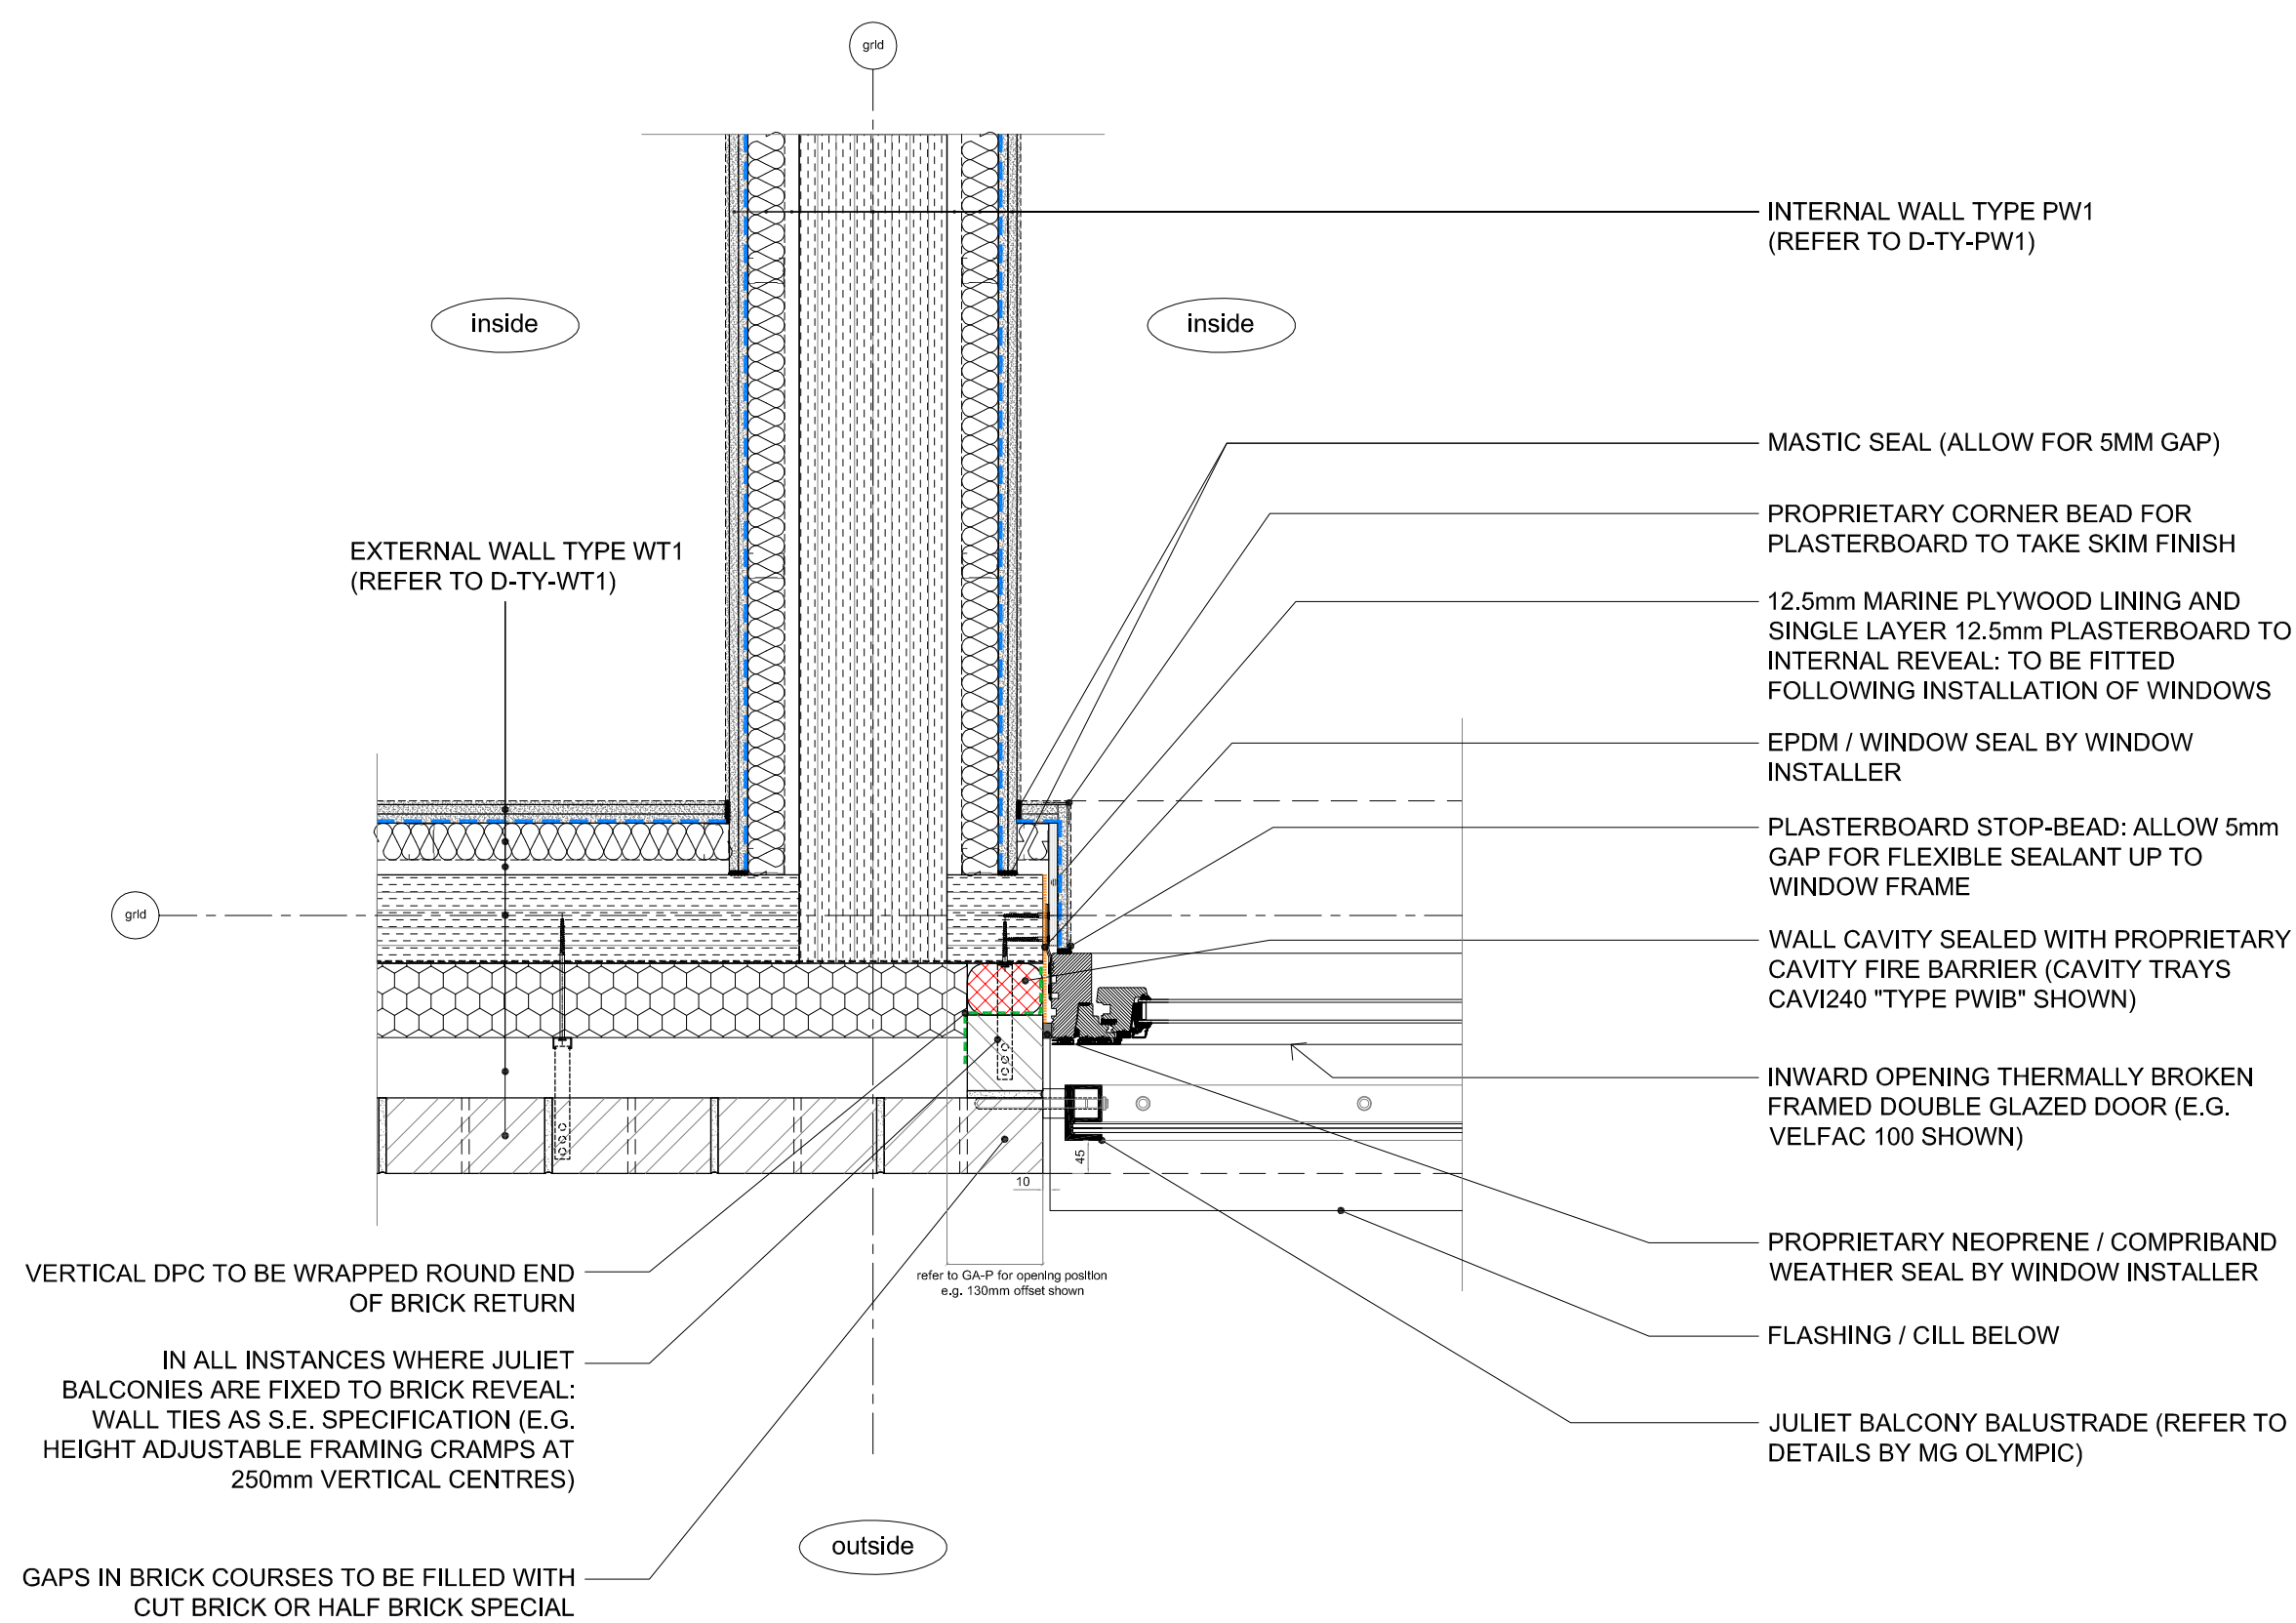 grid
INTERNAL WALL TYPE PW1
(REFER TO D-TY-PW1)
inside
inside
MASTIC SEAL (ALLOW FOR 5MM GAP)
PROPRIETARY CORNER BEAD FOR
PLASTERBOARD TO TAKE SKIM FINISH
EXTERNAL WALL TYPE WT1
(REFER TO D-TY-WT1)
12.5mm MARINE PLYWOOD LINING AND
SINGLE LAYER 12.5mm PLASTERBOARD TO
INTERNAL REVEAL: TO BE FITTED
FOLLOWING INSTALLATION OF WINDOWS
EPDM / WINDOW SEAL BY WINDOW
INSTALLER
PLASTERBOARD STOP-BEAD: ALLOW 5mm
GAP FOR FLEXIBLE SEALANT UP TO
WINDOW FRAME
grid
WALL CAVITY SEALED WITH PROPRIETARY
CAVITY FIRE BARRIER (CAVITY TRAYS
CAVI240 "TYPE PWIB" SHOWN)
INWARD OPENING THERMALLY BROKEN
FRAMED DOUBLE GLAZED DOOR (E.G.
VELFAC 100 SHOWN)
45
10
PROPRIETARY NEOPRENE / COMPRIBAND
WEATHER SEAL BY WINDOW INSTALLER
VERTICAL DPC TO BE WRAPPED ROUND END
OF BRICK RETURN
refer to GA-P for opening position
e.g. 130mm offset shown
FLASHING / CILL BELOW
IN ALL INSTANCES WHERE JULIET
BALCONIES ARE FIXED TO BRICK REVEAL:
WALL TIES AS S.E. SPECIFICATION (E.G.
HEIGHT ADJUSTABLE FRAMING CRAMPS AT
250mm VERTICAL CENTRES)
JULIET BALCONY BALUSTRADE (REFER TO
DETAILS BY MG OLYMPIC)
outside
GAPS IN BRICK COURSES TO BE FILLED WITH
CUT BRICK OR HALF BRICK SPECIAL